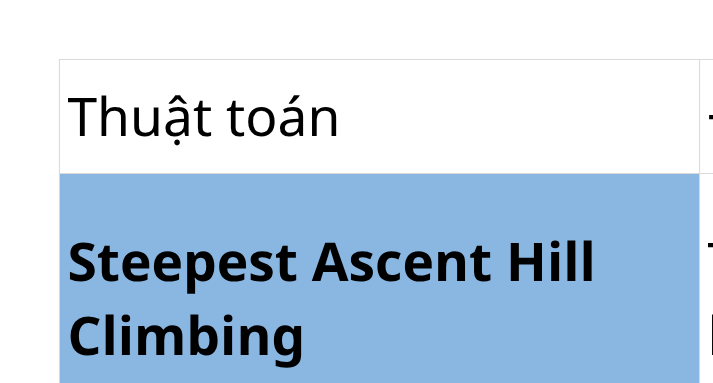 Thuật toán
Steepest Ascent Hill
Climbing